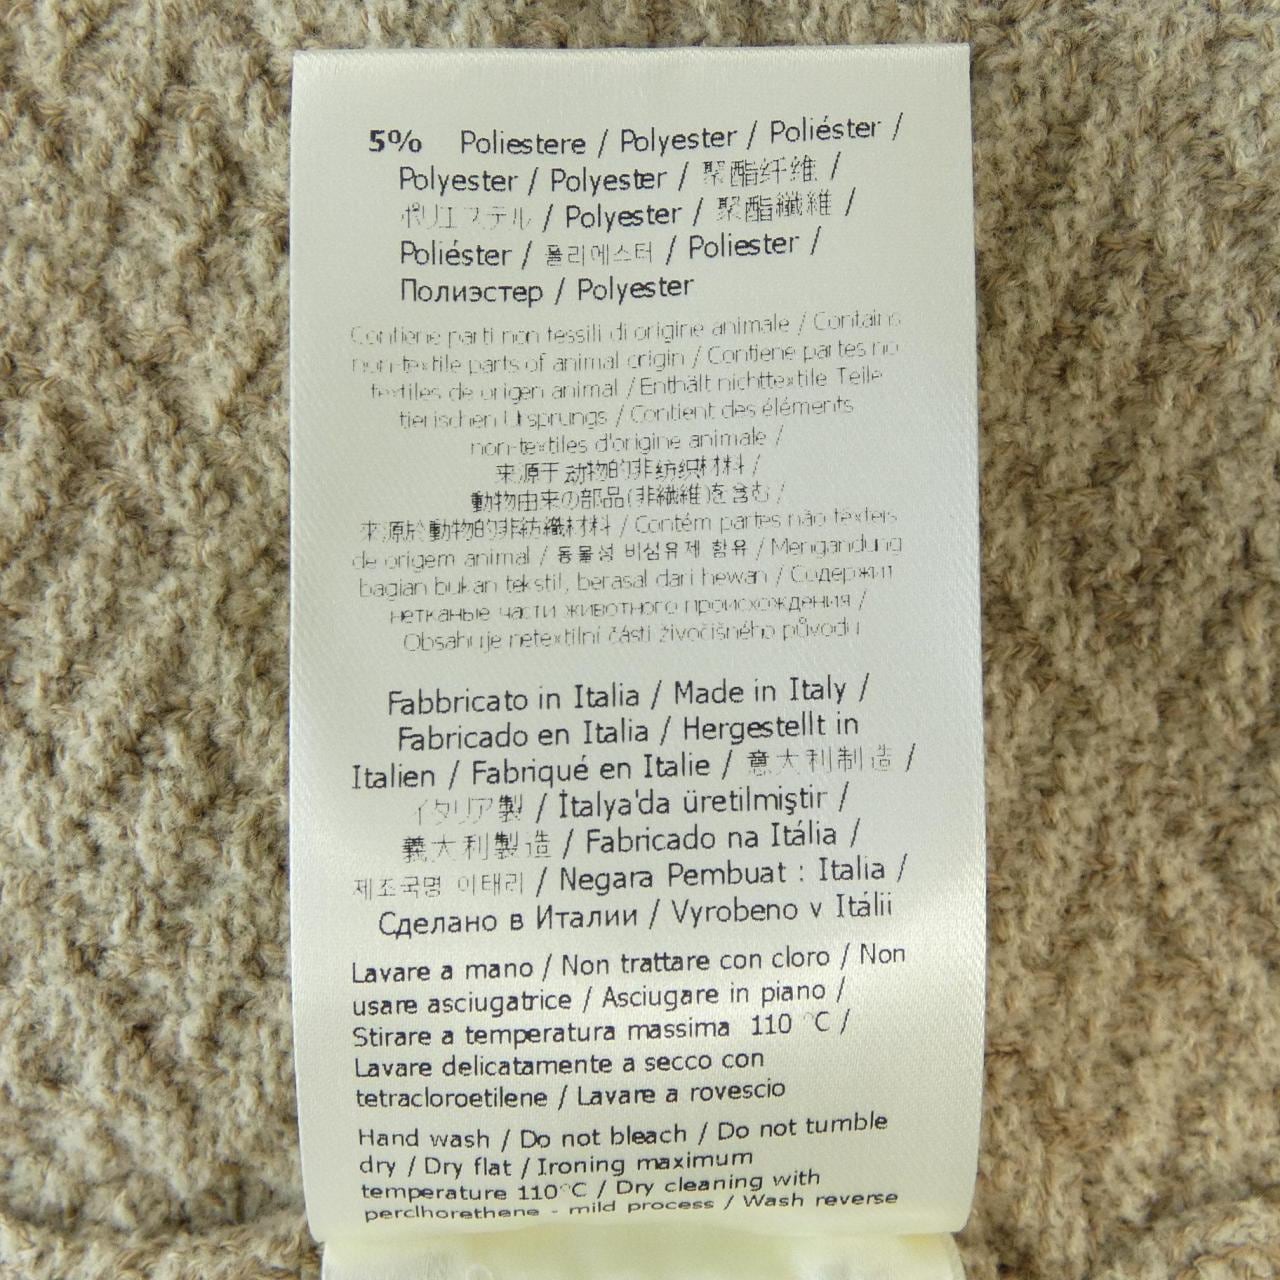 5% Poliestere / Polyester / Poliéster /
Polyester / Polyester / 聚酯纤维 /
ポリエステル / Polyester / 聚酯纖維 /
Poliéster / 폴리에스터 / Poliester /
Полиэстер / Polyester
Contiene parti non tessili di origine animale / Contains
non-textile parts of animal origin / Contiene partes no
textiles de origen animal / Enthält nichttextile Teile
tierischen Ursprungs / Contient des éléments
non-textiles d'origine animale /
来源于动物的非纺织材料 /
動物由来の部品(非繊維)を含む /
來源於動物的非紡織材料 / Contém partes não têxteis
de origem animal / 동물성 비섬유제 함유 / Mengandung
bagian bukan tekstil, berasal dari hewan / Содержит
нетканые части животного происхождения /
Obsahuje netextilní části živočišného původu
Fabbricato in Italia / Made in Italy /
Fabricado en Italia / Hergestellt in
Italien / Fabriqué en Italie / 意大利制造 /
イタリア製 / İtalya'da üretilmiştir /
義大利製造 / Fabricado na Itália /
제조국명 이태리 / Negara Pembuat : Italia /
Сделано в Италии / Vyrobeno v Itálii
Lavare a mano / Non trattare con cloro / Non
usare asciugatrice / Asciugare in piano /
Stirare a temperatura massima 110 °C /
Lavare delicatamente a secco con
tetracloroetilene / Lavare a rovescio
Hand wash / Do not bleach / Do not tumble
dry / Dry flat / Ironing maximum
temperature 110°C / Dry cleaning with
perclhorethene - mild process / Wash reverse